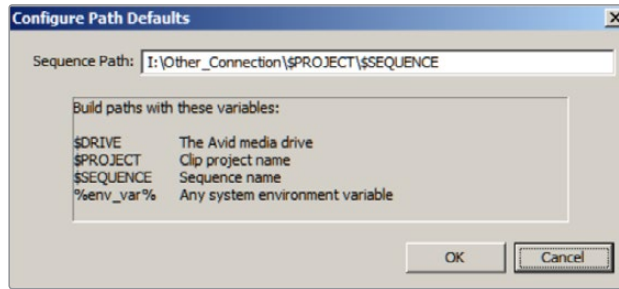 Configure Path Defaults
Sequence Path: I:\Other_Connection\$PROJECT\$SEQUENCE
Build paths with these variables:
$DRIVE The Avid media drive
$PROJECT Clip project name
$SEQUENCE Sequence name
%env_var% Any system environment variable
OK Cancel